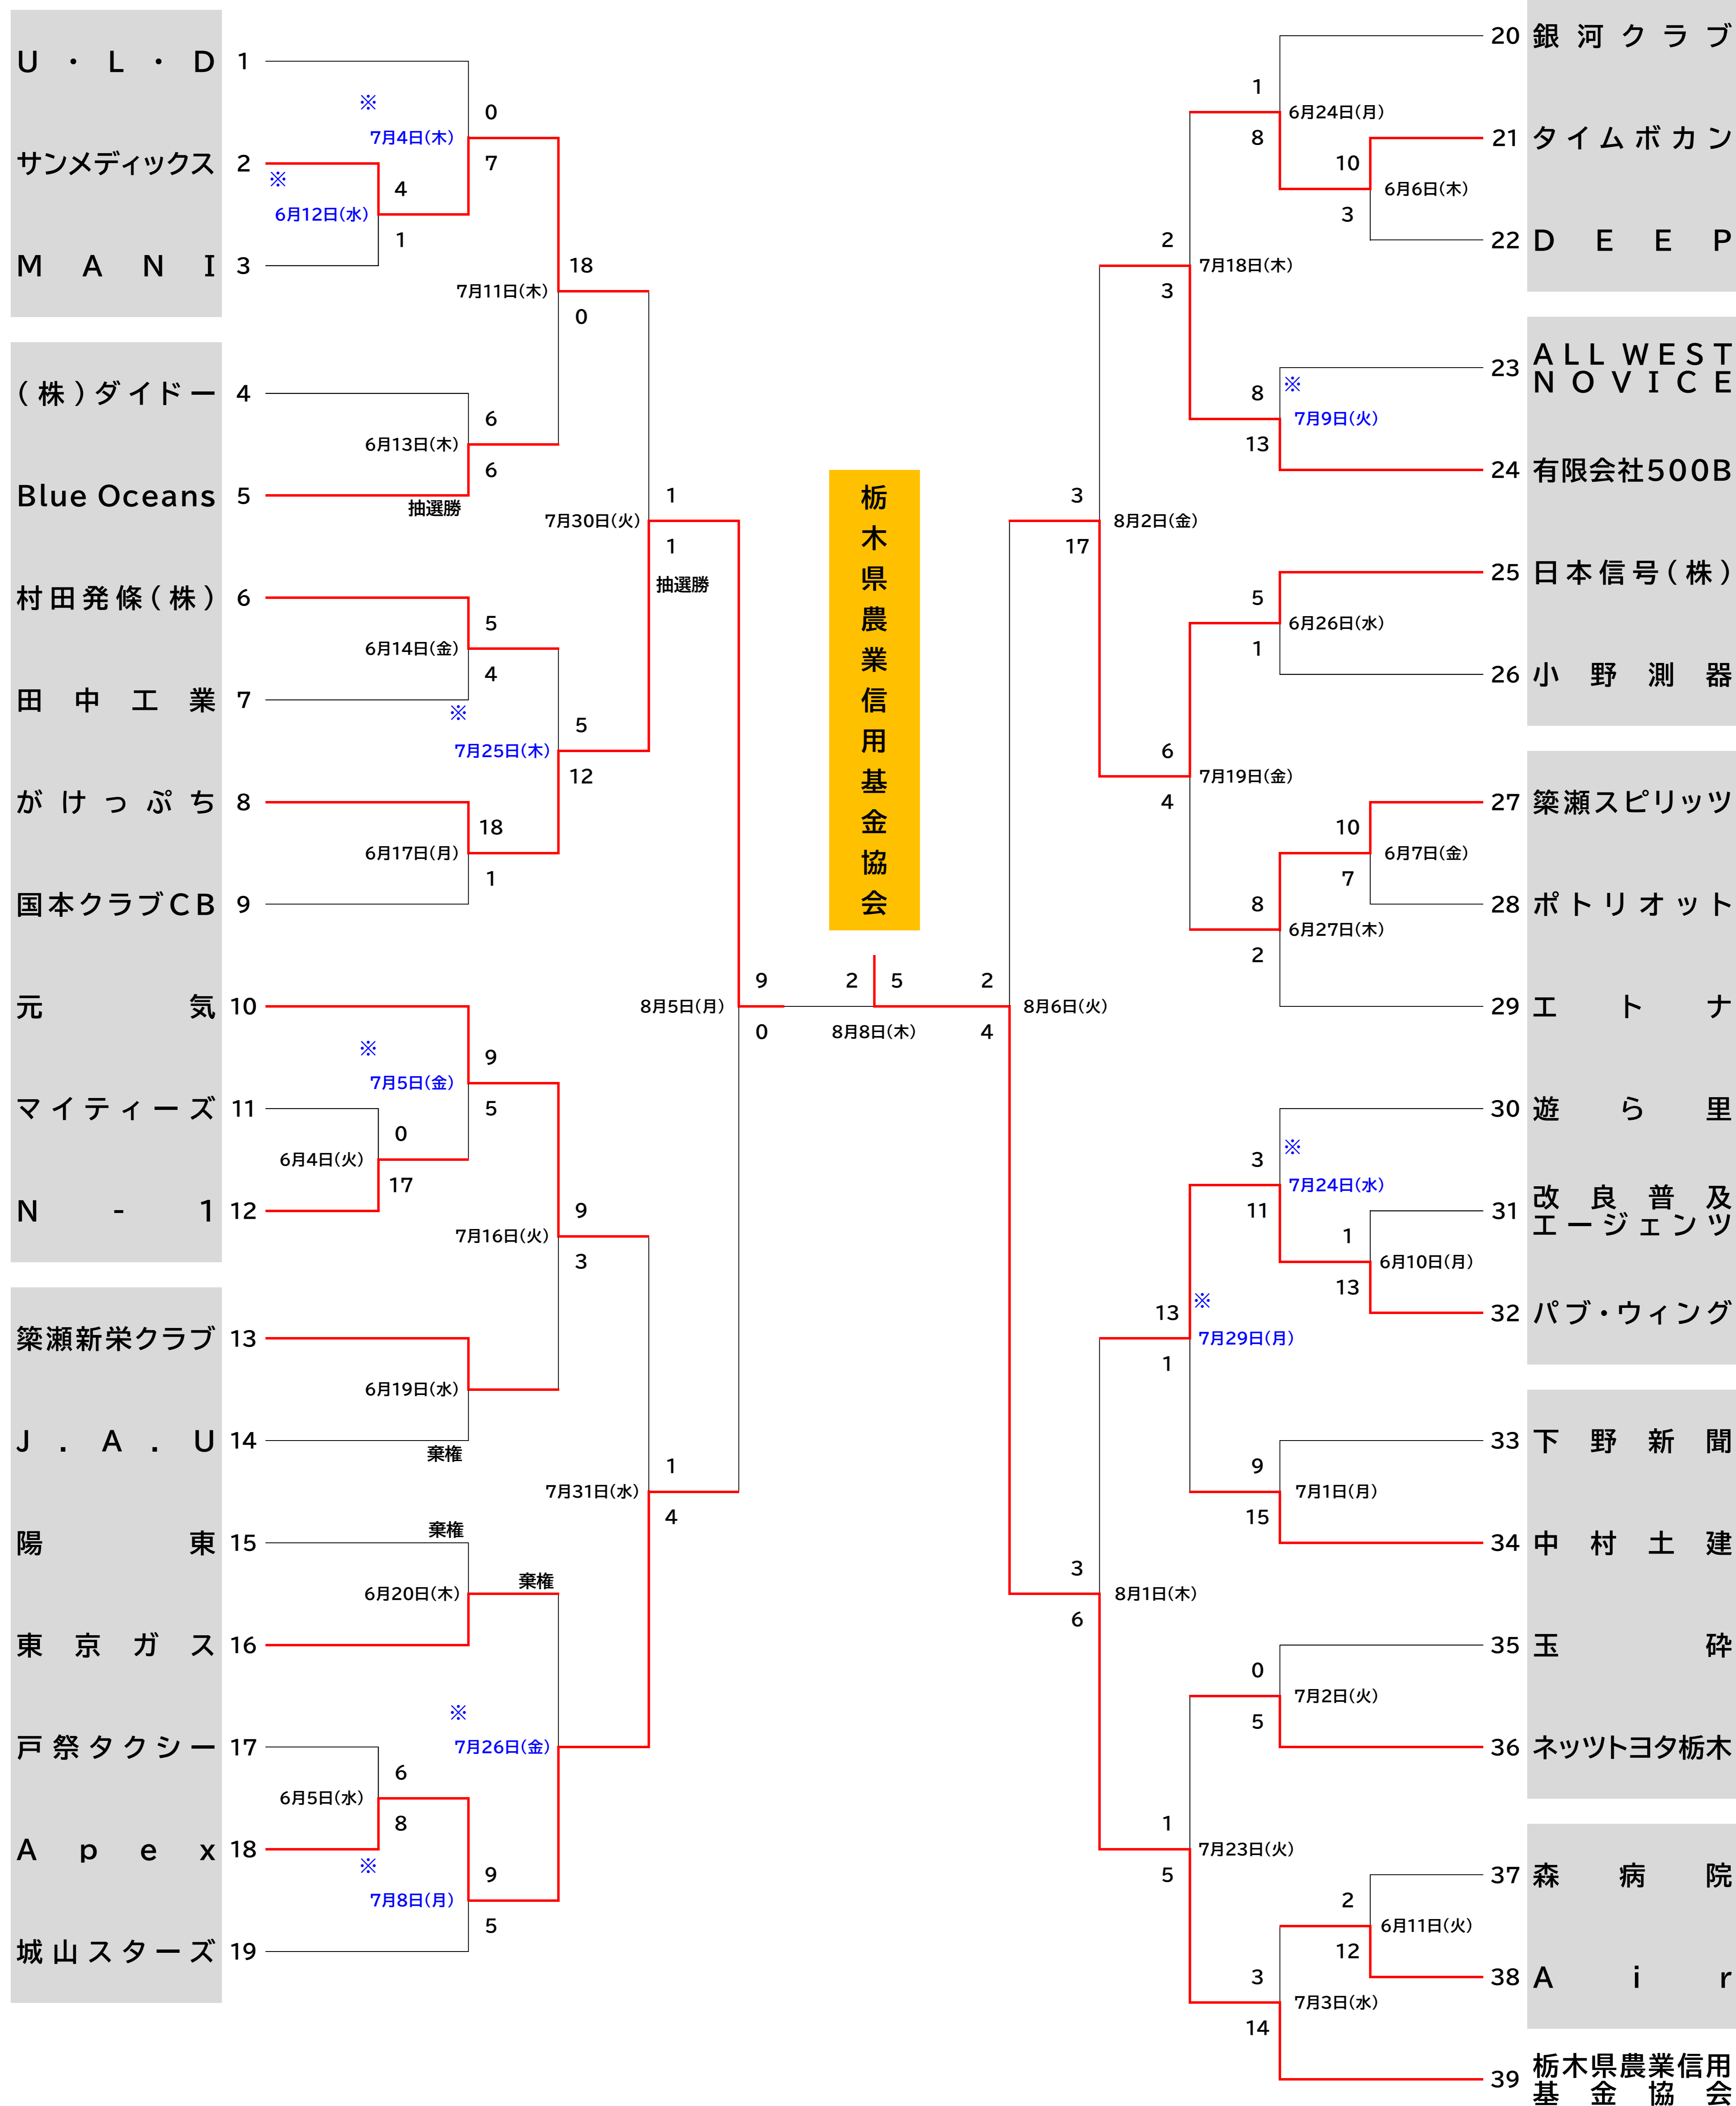 U・L・D 1
0
※
7月4日(木)
7
サンメディックス 2
※
4
6月12日(水)
1
MANI 3
18
7月11日(木)
0
(株)ダイドー 4
6
6月13日(木)
6
Blue Oceans 5
抽選勝
1
7月30日(火)
1
抽選勝
村田発條(株) 6
5
6月14日(金)
4
田中工業 7
※
5
7月25日(木)
12
がけっぷち 8
18
6月17日(月)
1
国本クラブCB 9
9
8月5日(月)
0
元気 10
※
9
7月5日(金)
5
マイティーズ 11
0
6月4日(火)
17
N-1 12
9
7月16日(火)
3
簗瀬新栄クラブ 13
6月19日(水)
J.A.U 14
棄権
1
7月31日(水)
4
陽東 15
棄権
6月20日(木)
棄権
東京ガス 16
※
7月26日(金)
戸祭タクシー 17
6
6月5日(水)
8
Apex 18
※
9
7月8日(月)
5
城山スターズ 19
栃木県農業信用基金協会
2 5
8月8日(木)
20 銀河クラブ
1
6月24日(月)
8
21 タイムボカン
10
6月6日(木)
3
22 DEEP
2
7月18日(木)
3
23 ALL WEST
NOVICE
8
※
7月9日(火)
13
24 有限会社500B
3
8月2日(金)
17
25 日本信号(株)
5
6月26日(水)
1
26 小野測器
6
7月19日(金)
4
27 簗瀬スピリッツ
10
6月7日(金)
7
28 ポトリオット
8
6月27日(木)
2
29 エトナ
2
8月6日(火)
4
30 遊ら里
3
※
7月24日(水)
11
31 改良普及
エージェンツ
1
6月10日(月)
13
32 パブ・ウィング
13
※
7月29日(月)
1
33 下野新聞
9
7月1日(月)
15
34 中村土建
3
8月1日(木)
6
35 玉砕
0
7月2日(火)
5
36 ネッツトヨタ栃木
1
7月23日(火)
5
37 森病院
2
6月11日(火)
12
38 Air
3
7月3日(水)
14
39 栃木県農業信用
基金協会